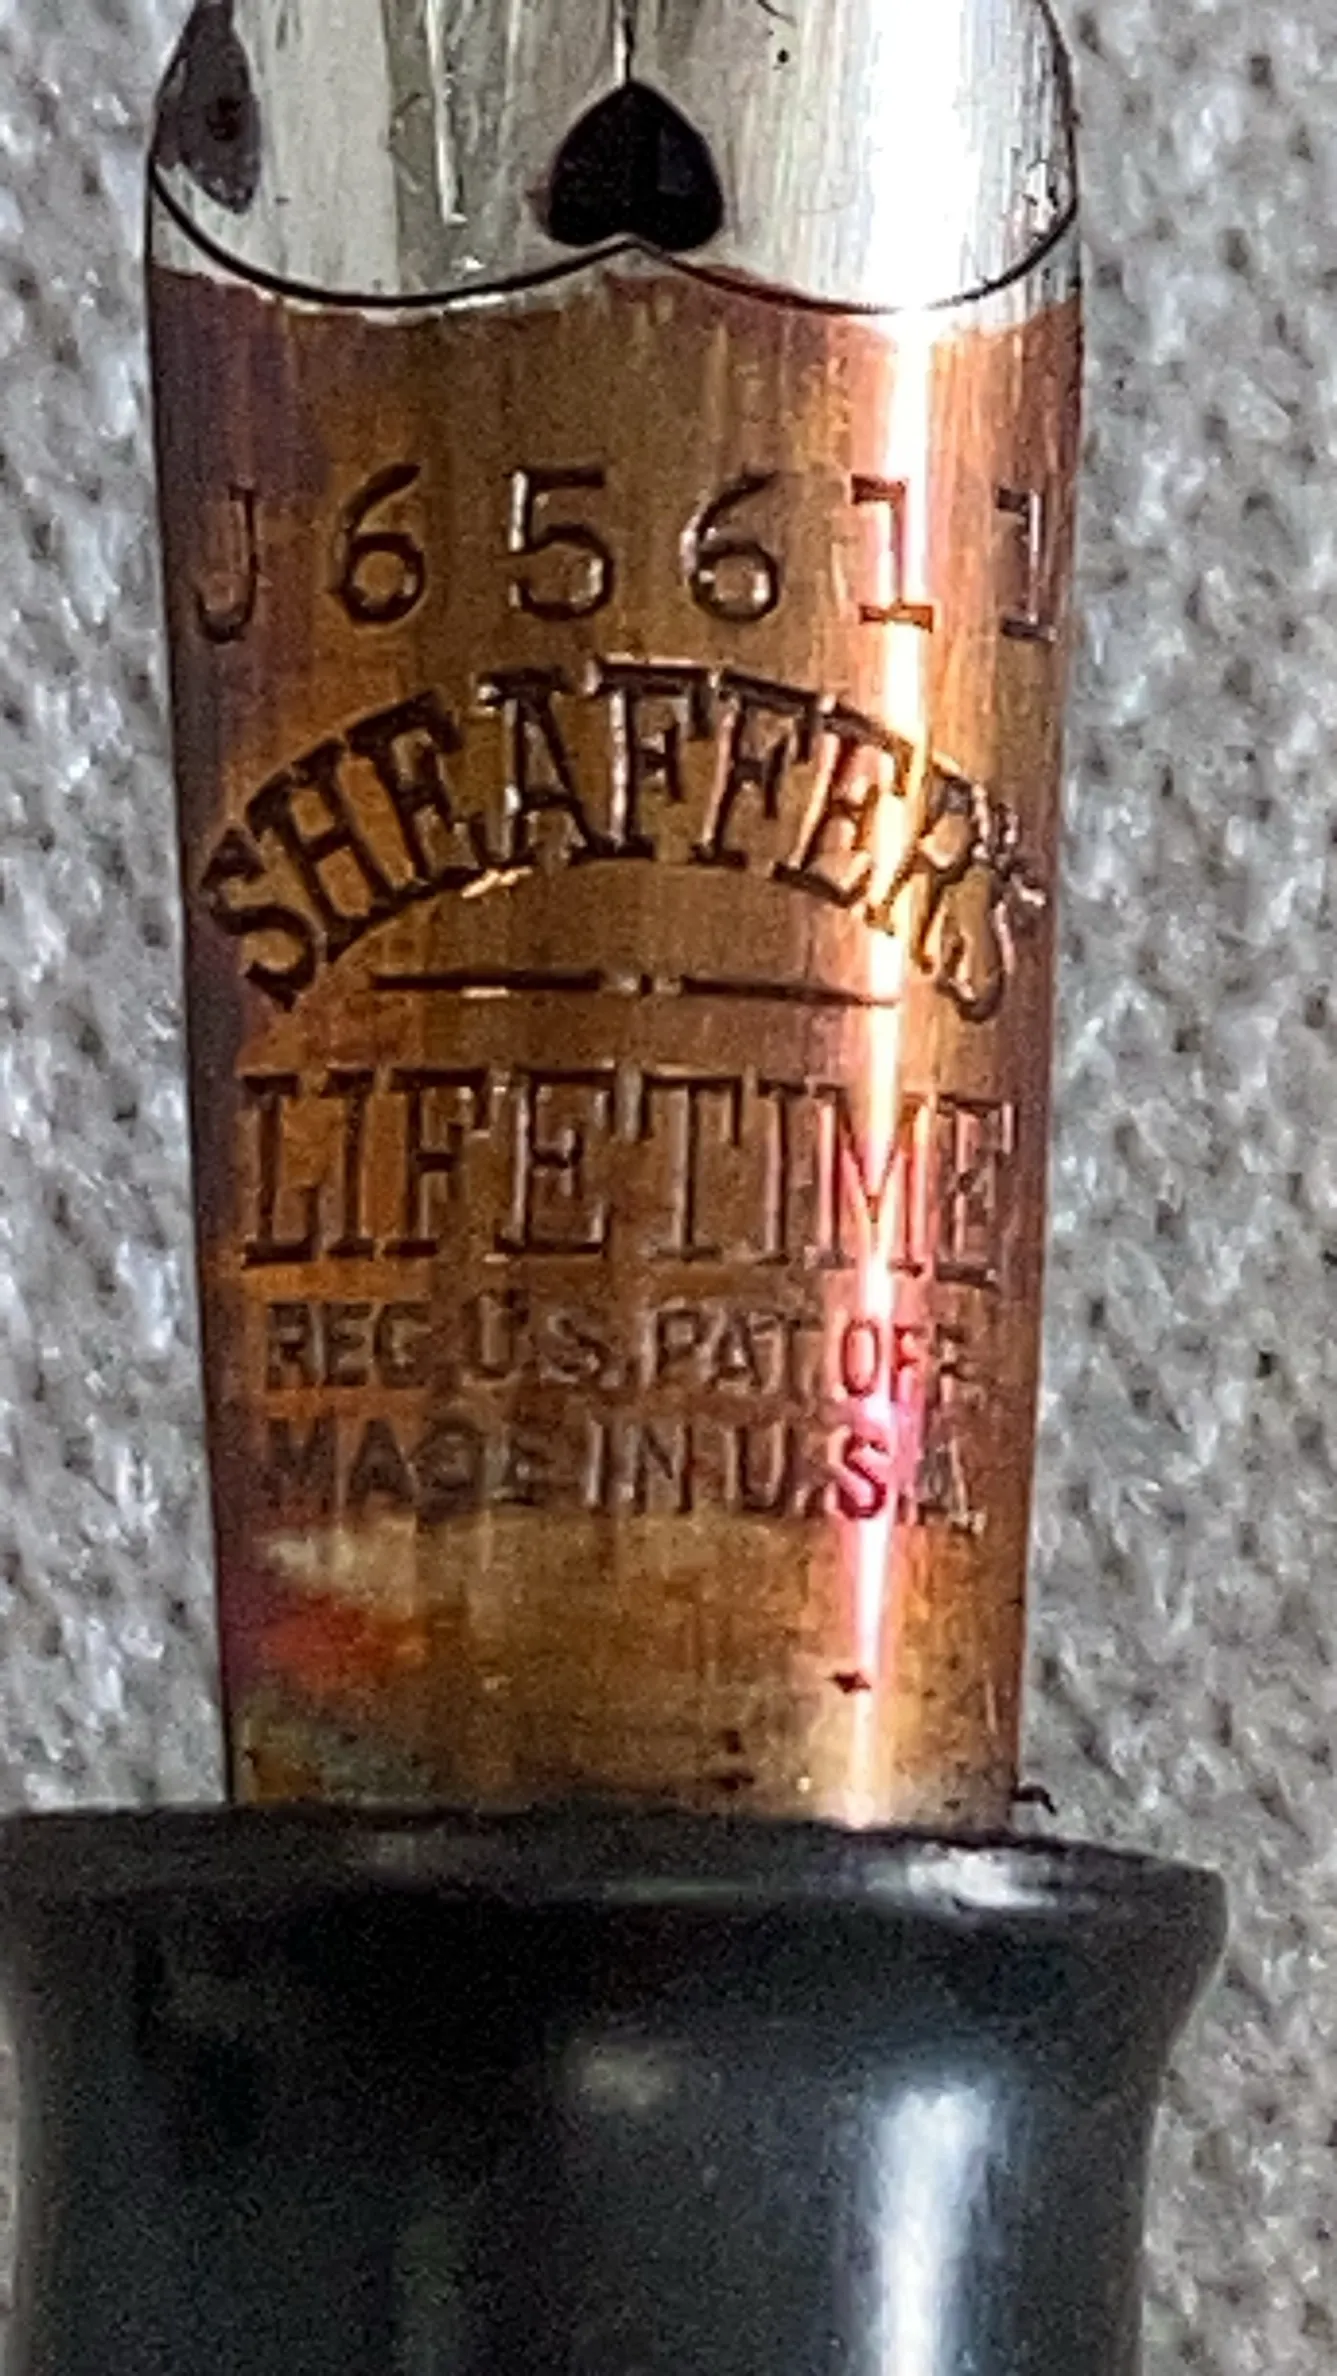 J65611
SHEAFFER'S
LIFETIME
REG. U.S. PAT. OFF.
MADE IN U.S.A.